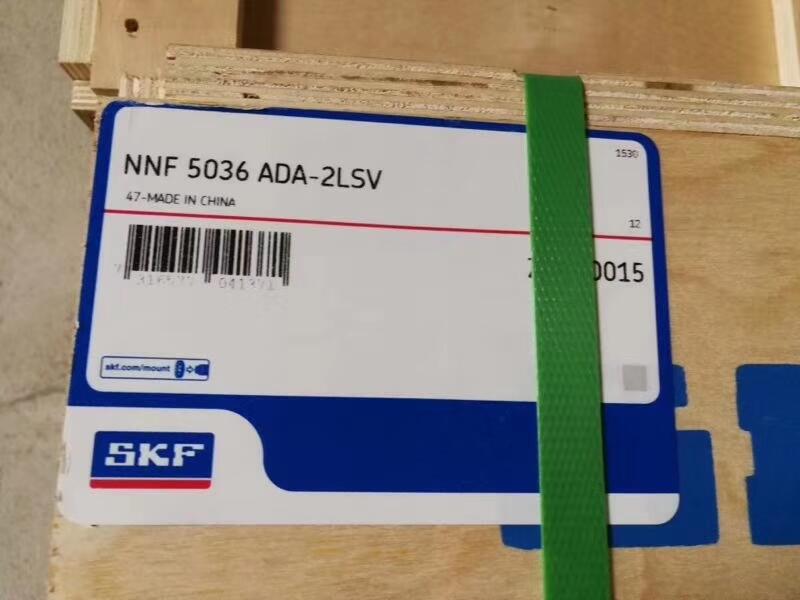 1530
NNF 5036 ADA-2LSV
47-MADE IN CHINA
12
0015
skf.com/mount
SKF